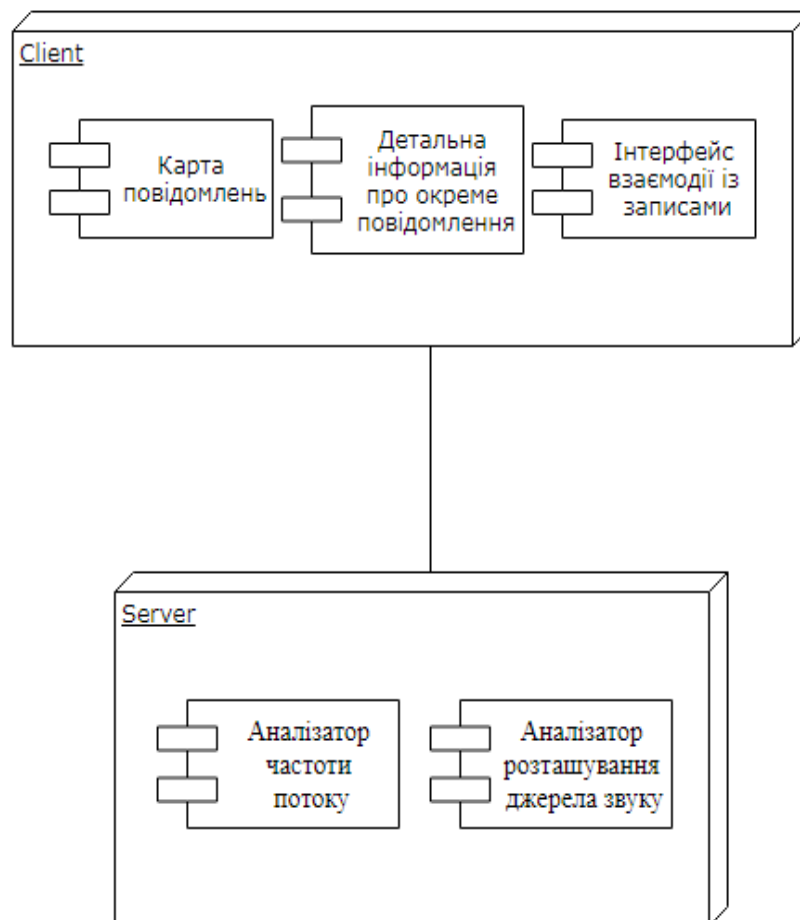 Client
Карта
повідомлень
Детальна
інформація
про окреме
повідомлення
Інтерфейс
взаємодії із
записами
Server
Аналізатор
частоти
потоку
Аналізатор
розташування
джерела звуку